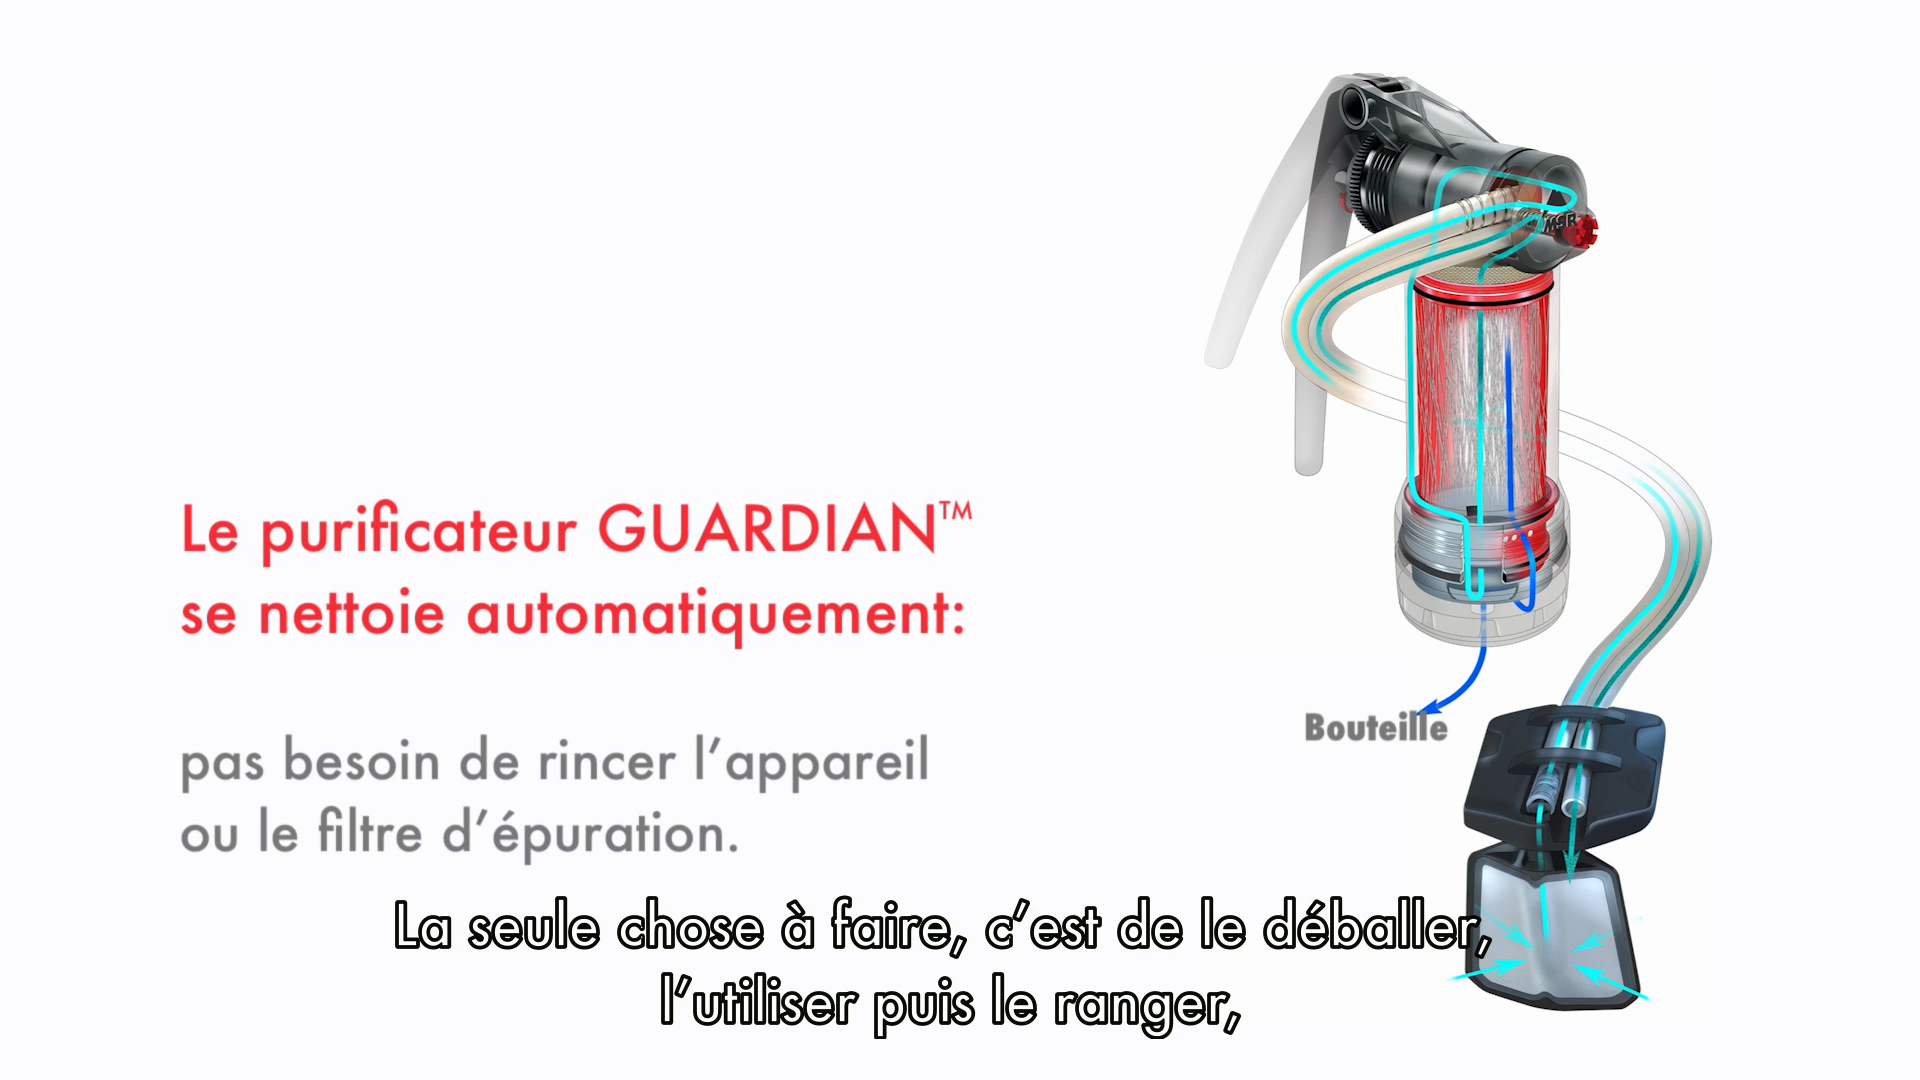 MSR
Le purificateur GUARDIAN™
se nettoie automatiquement:
Bouteille
pas besoin de rincer l’appareil
ou le filtre d’épuration.
La seule chose à faire, c’est de le déballer,
l’utiliser puis le ranger,